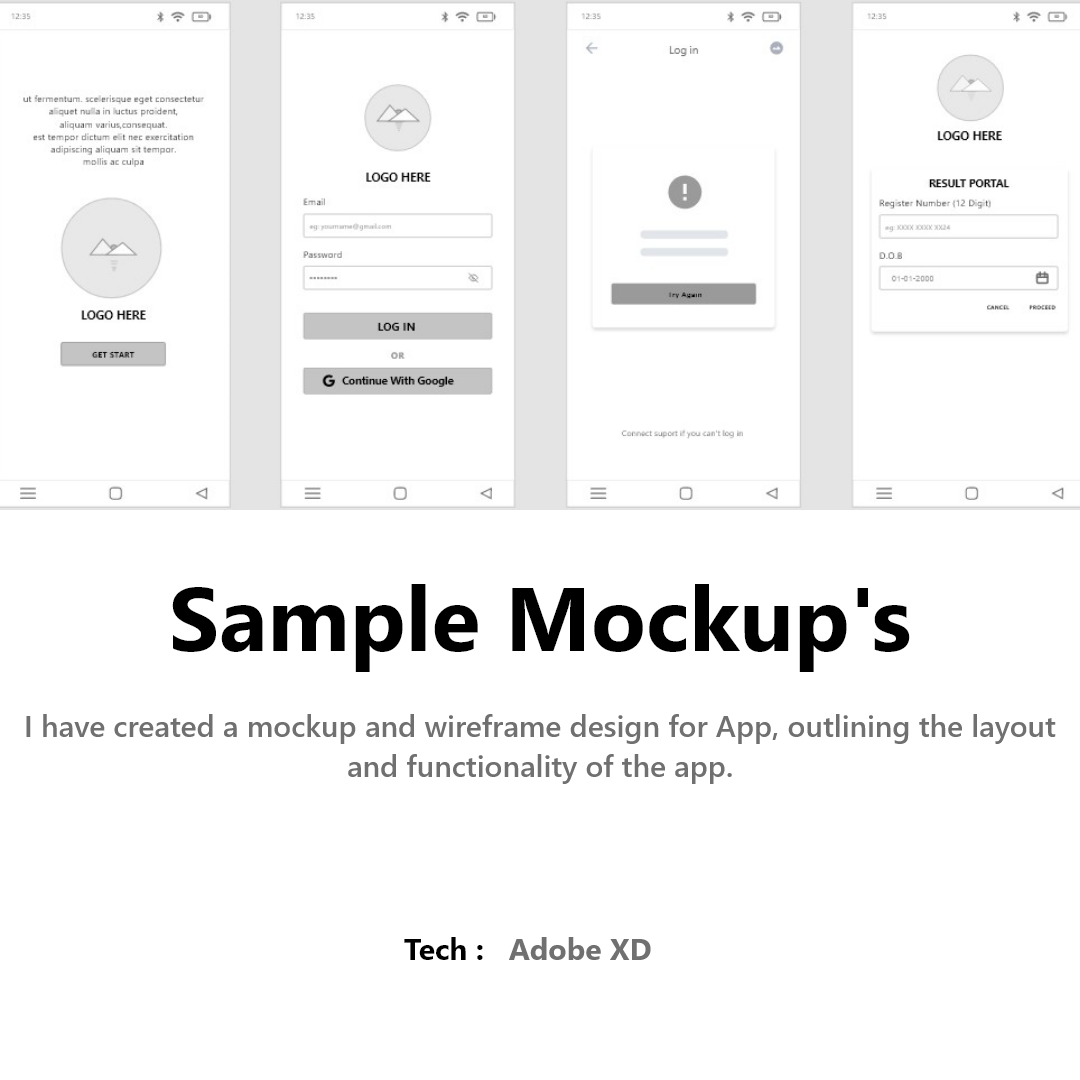 12:35
ut fermentum. scelerisque eget consectetur
aliquet nulla in luctus proident,
aliquam varius,consequat.
est tempor dictum elit nec exercitation
adipiscing aliquam sit tempor.
mollis ac culpa
LOGO HERE
GET START
12:35
LOGO HERE
Email
eg: yourname@gmail.com
Password
••••••••
LOG IN
OR
G Continue With Google
12:35
Log in
Try Again
Connect suport if you can't log in
12:35
LOGO HERE
RESULT PORTAL
Register Number (12 Digit)
eg: XXXX XXXX XX24
D.O.B
01-01-2000
CANCEL PROCEED
Sample Mockup's
I have created a mockup and wireframe design for App, outlining the layout
and functionality of the app.
Tech : Adobe XD